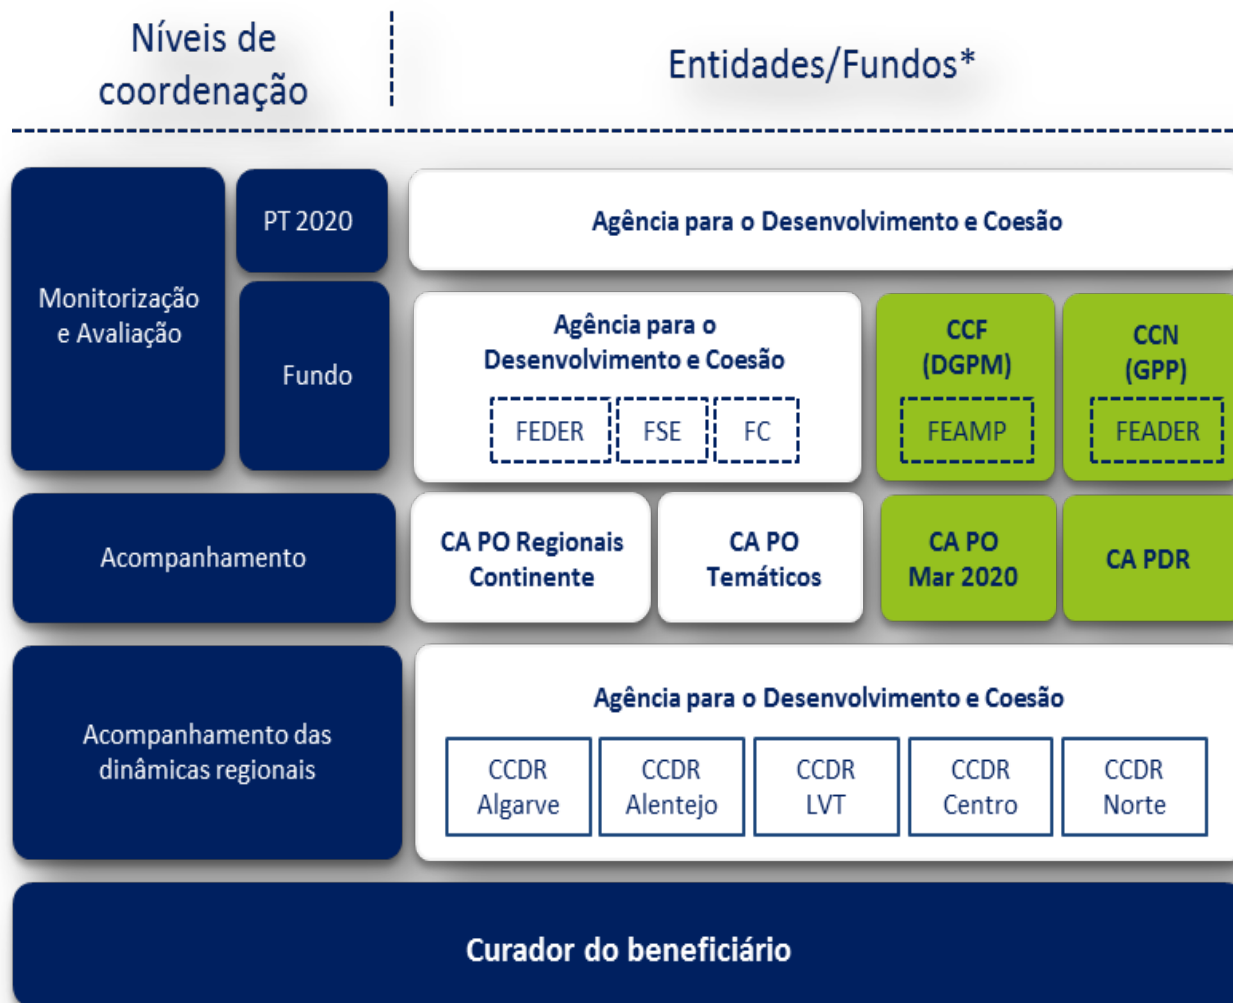 Níveis de
coordenação
Entidades/Fundos*
Monitorização
e Avaliação
PT 2020
Agência para o Desenvolvimento e Coesão
Fundo
Agência para o
Desenvolvimento e Coesão
FEDER
FSE
FC
CCF
(DGPM)
FEAMP
CCN
(GPP)
FEADER
Acompanhamento
CA PO Regionais
Continente
CA PO
Temáticos
CA PO
Mar 2020
CA PDR
Acompanhamento das
dinâmicas regionais
Agência para o Desenvolvimento e Coesão
CCDR
Algarve
CCDR
Alentejo
CCDR
LVT
CCDR
Centro
CCDR
Norte
Curador do beneficiário